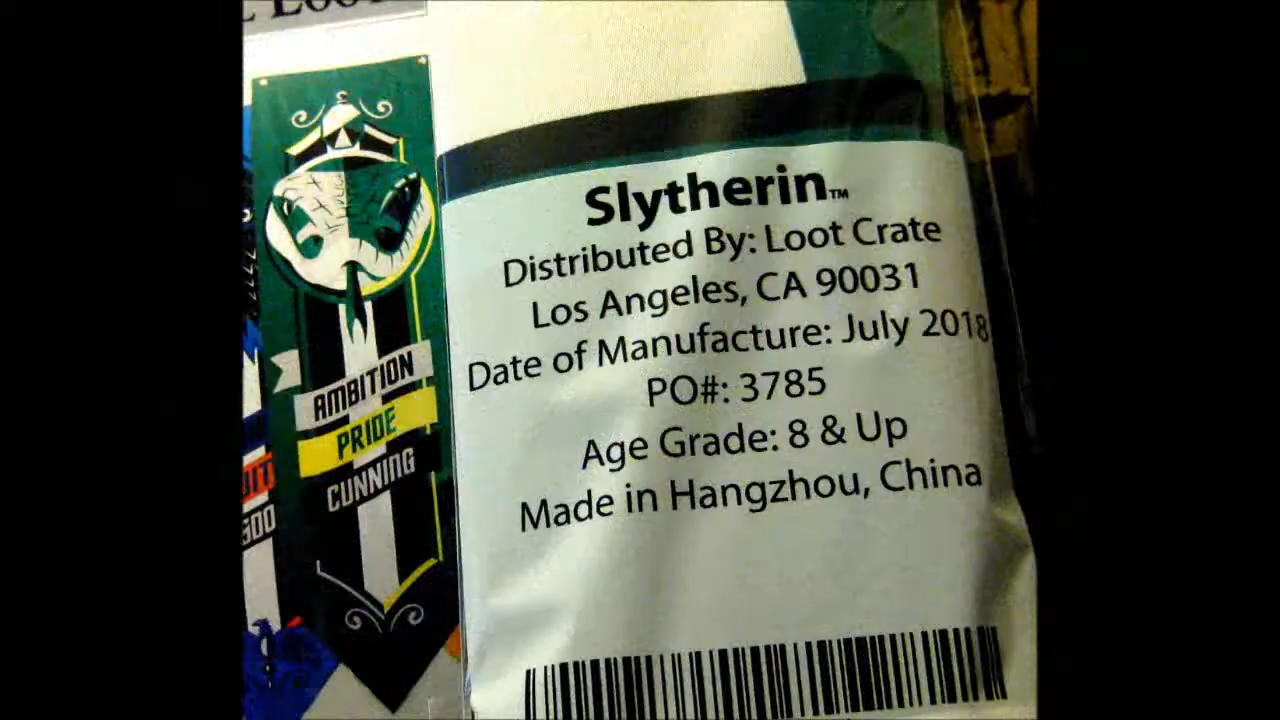 Slytherin™
Distributed By: Loot Crate
Los Angeles, CA 90031
Date of Manufacture: July 2018
PO#: 3785
Age Grade: 8 & Up
Made in Hangzhou, China
AMBITION
PRIDE
CUNNING